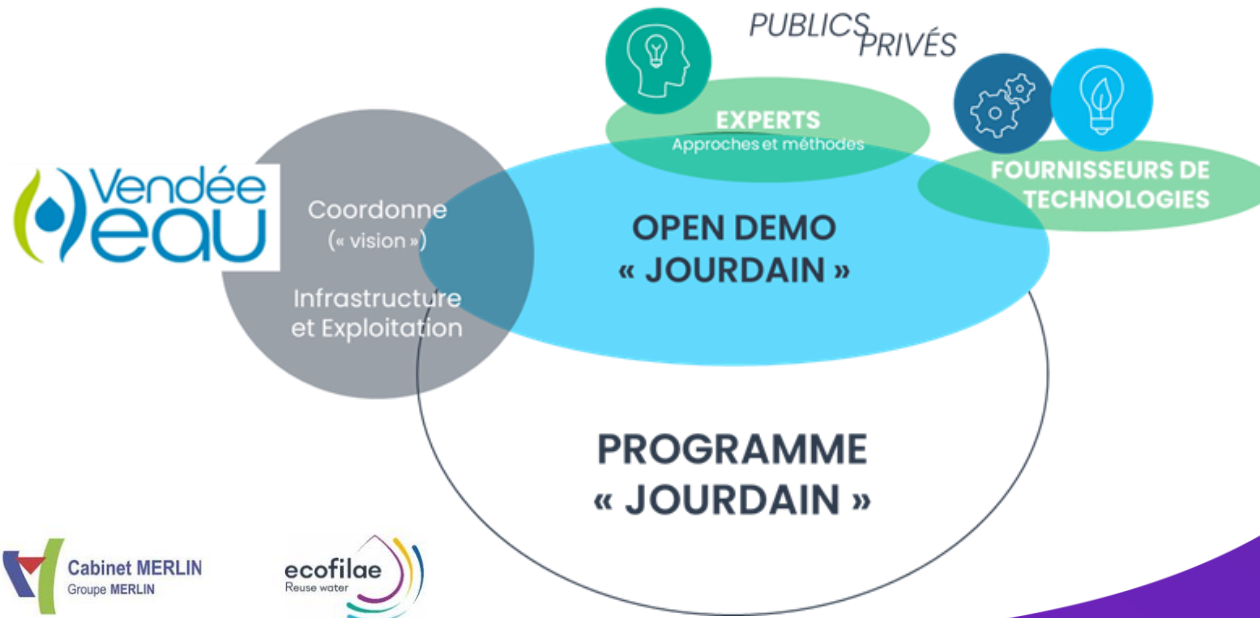 PUBLICS
PRIVÉS
EXPERTS
Approches et méthodes
FOURNISSEURS DE
TECHNOLOGIES
Vendée
eau
Coordonne
(« vision »)
Infrastructure
et Exploitation
OPEN DEMO
« JOURDAIN »
PROGRAMME
« JOURDAIN »
Cabinet MERLIN
Groupe MERLIN
ecofilae
Reuse water